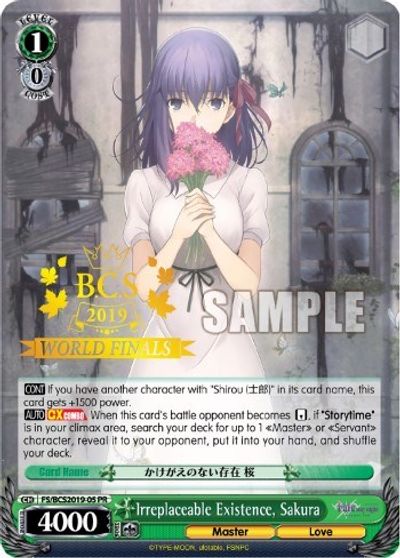 LEVEL
1
0
COST
B.C.S
2019
WORLD FINALS
SAMPLE
CONT If you have another character with "Shirou (士郎)" in its card name, this
card gets +1500 power.
AUTO CX COMBO When this card's battle opponent becomes [ ], if "Storytime"
is in your climax area, search your deck for up to 1 «Master» or «Servant»
character, reveal it to your opponent, put it into your hand, and shuffle
your deck.
Card Name
かけがえのない存在 桜
CH
FS/BCS2019-05 PR
Irreplaceable Existence, Sakura
4000
Master
Love
©TYPE-MOON, ufotable, FSNPC